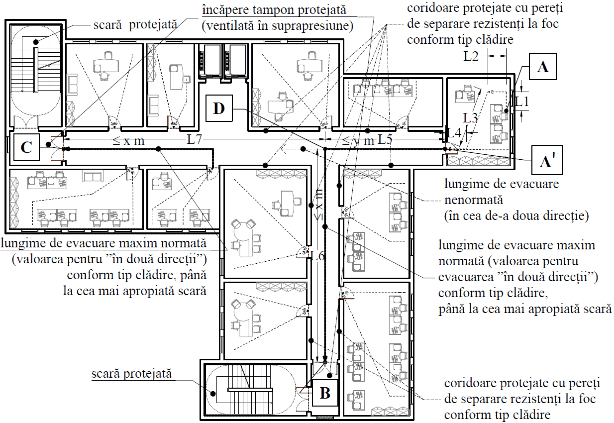 scară protejată
încăpere tampon protejată
(ventilată în suprapresiune)
coridoare protejate cu pereți
de separare rezistenți la foc
conform tip clădire
L2
A
L1
L3
D
L4
C
≤ x m
L7
≤ y m
L5
A'
≤ x m
L6
lungime de evacuare
nenormată
(în cea de-a doua direcție)
lungime de evacuare maxim normată
(valoarea pentru ”în două direcții”)
conform tip clădire, până
la cea mai apropiată scară
lungime de evacuare maxim
normată (valoarea pentru
evacuarea ”în două direcții”)
conform tip clădire,
până la cea mai apropiată scară
scară protejată
B
coridoare protejate cu pereți
de separare rezistenți la foc
conform tip clădire